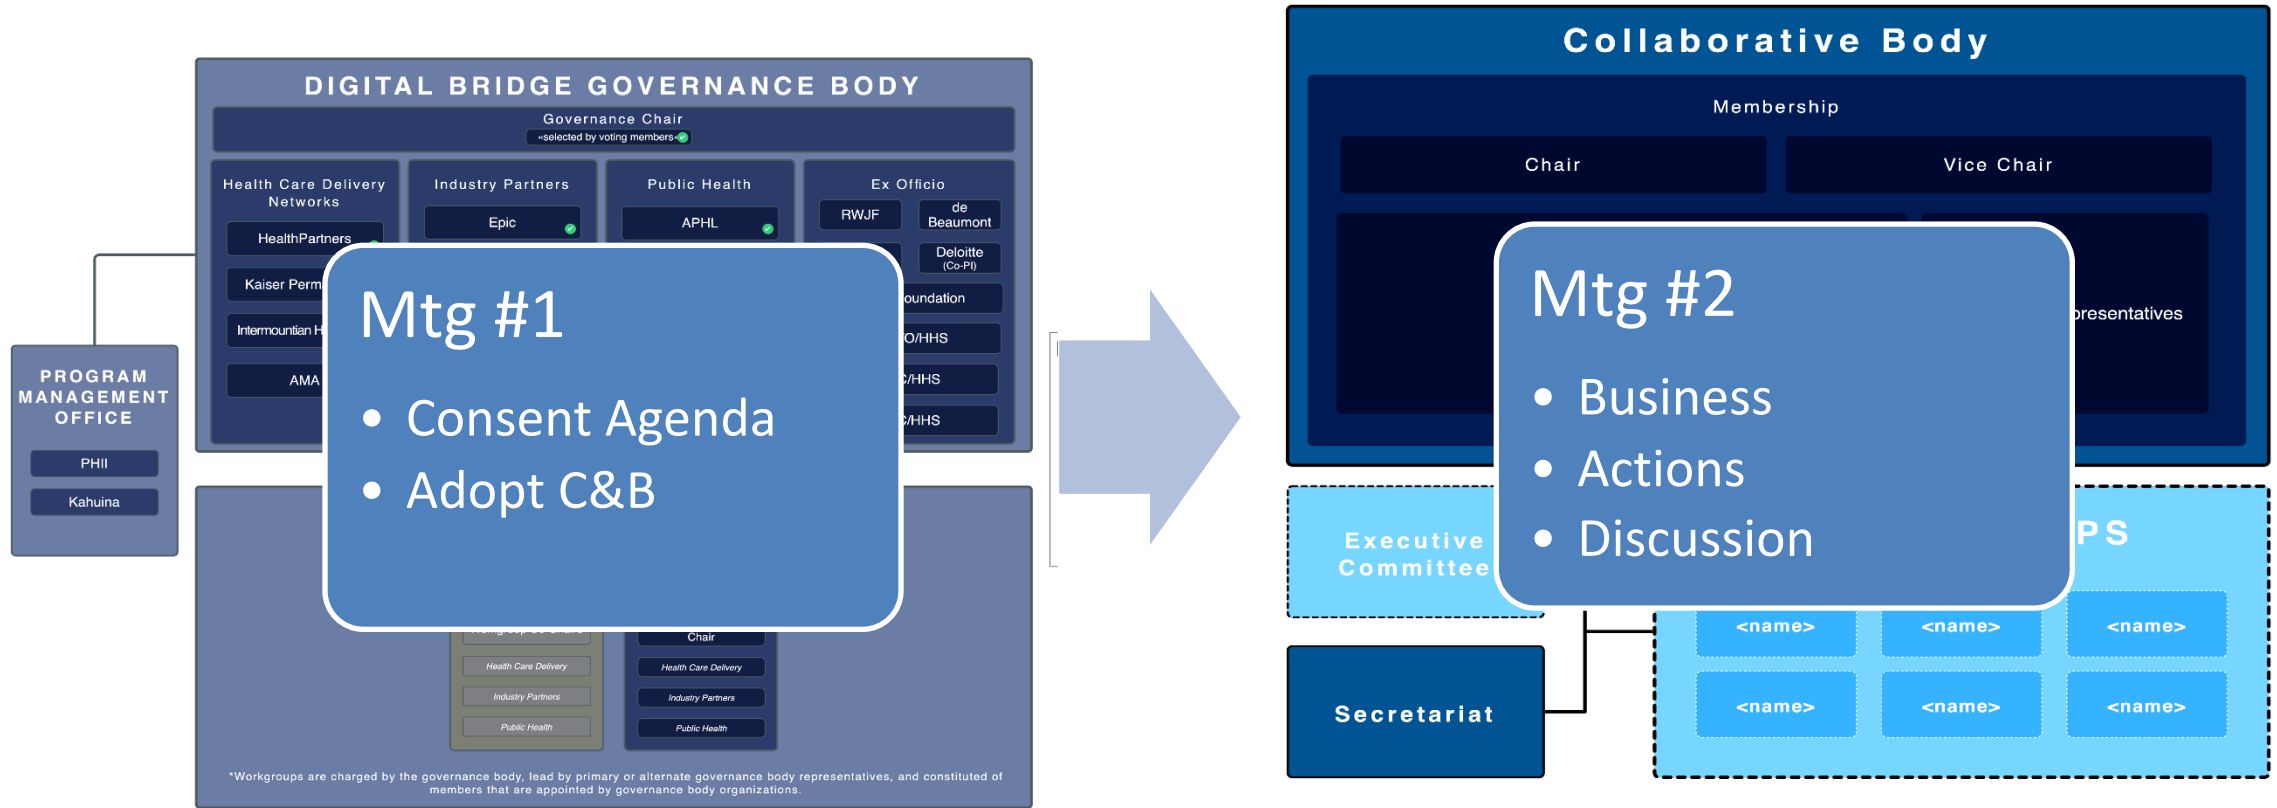 DIGITAL BRIDGE GOVERNANCE BODY
Governance Chair
«selected by voting members»
Health Care Delivery
Networks
HealthPartners
Kaiser
Intermountian
AMA
Industry Partners
Epic
Public Health
APHL
Ex Officio
RWJF
de
Beaumont
Deloitte
(Co-PI)
/HHS
/HHS
/HHS
PROGRAM
MANAGEMENT
OFFICE
PHII
Kahuina
Mtg #1
• Consent Agenda
• Adopt C&B
Health Care Delivery
Industry Partners
Public Health
Chair
Health Care Delivery
Industry Partners
Public Health
*Workgroups are charged by the governance body, lead by primary or alternate governance body representatives, and constituted of
members that are appointed by governance body organizations.
Collaborative Body
Membership
Chair
Vice Chair
Mtg #2
• Business
• Actions
• Discussion
Executive
Committee
Secretariat
PS
<name>
<name>
<name>
<name>
<name>
<name>